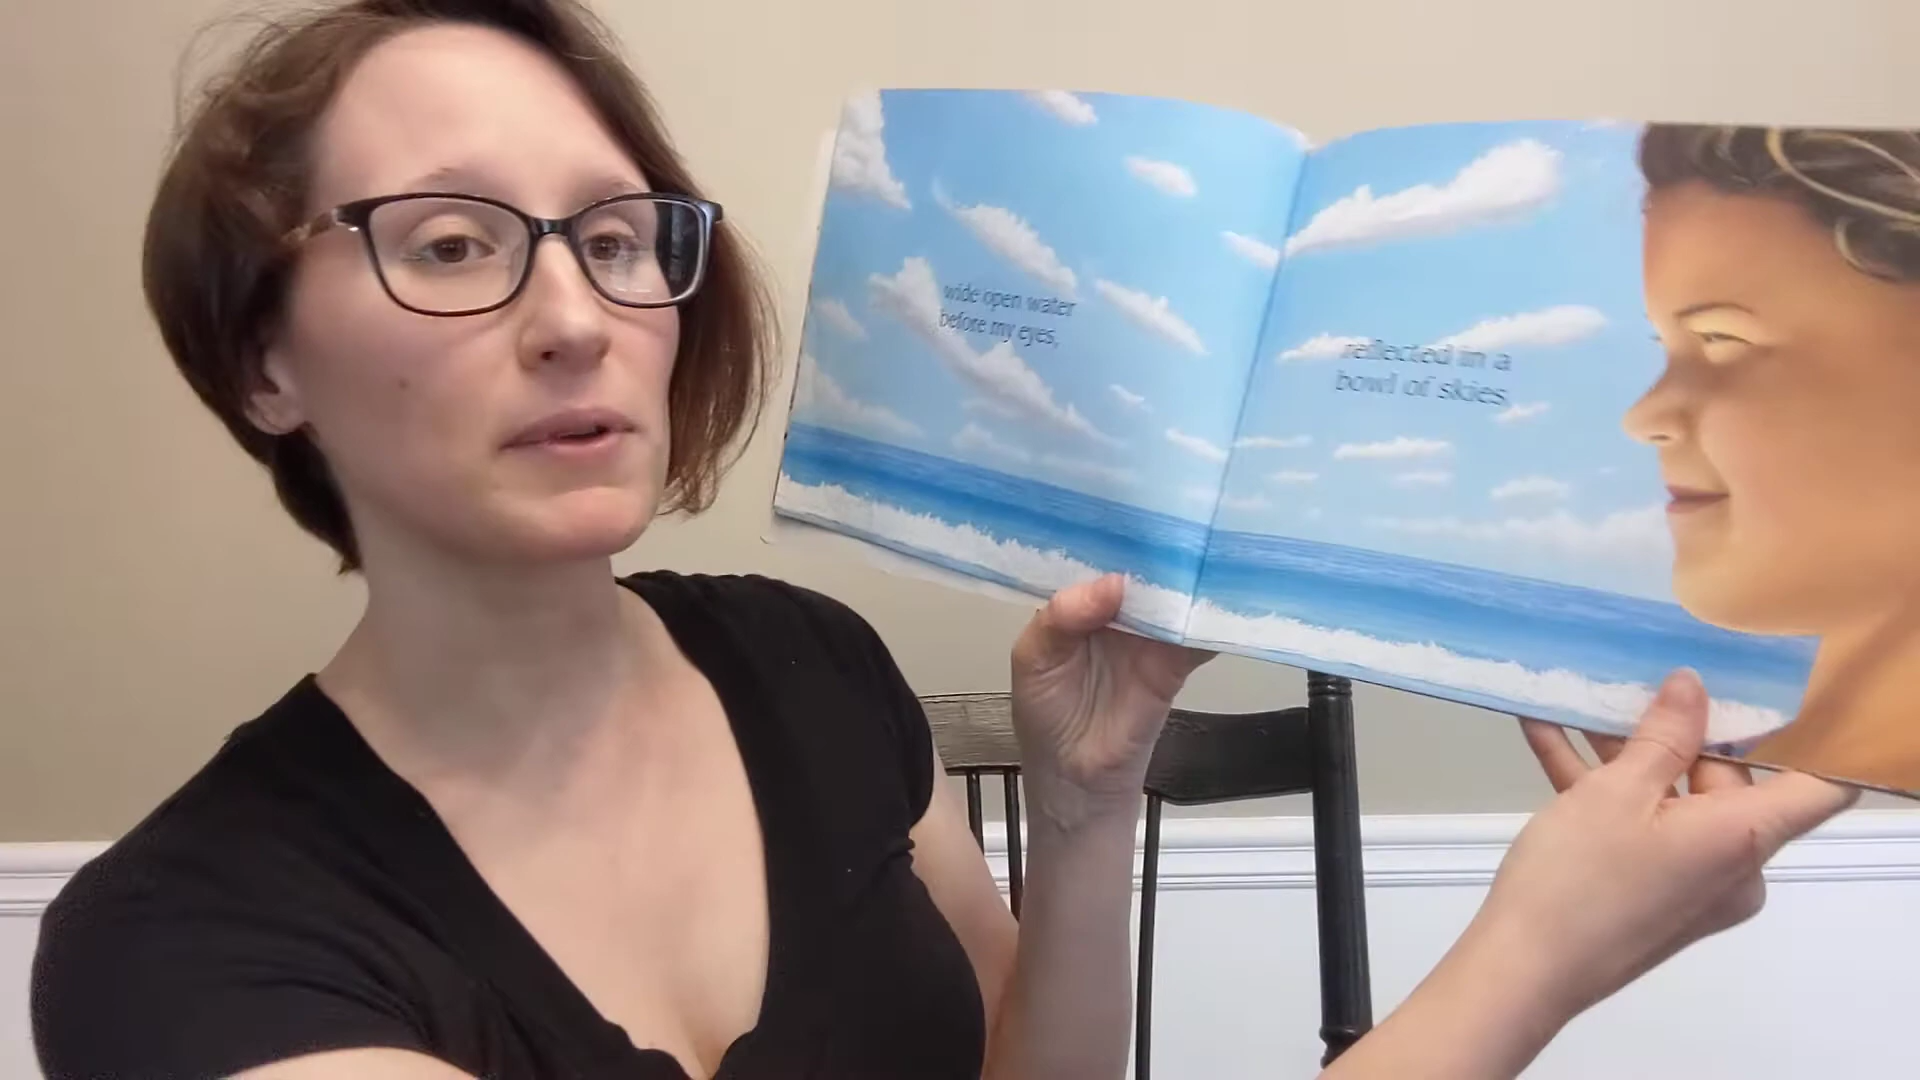 wide open water
before my eyes,
reflected in a
bowl of skies,